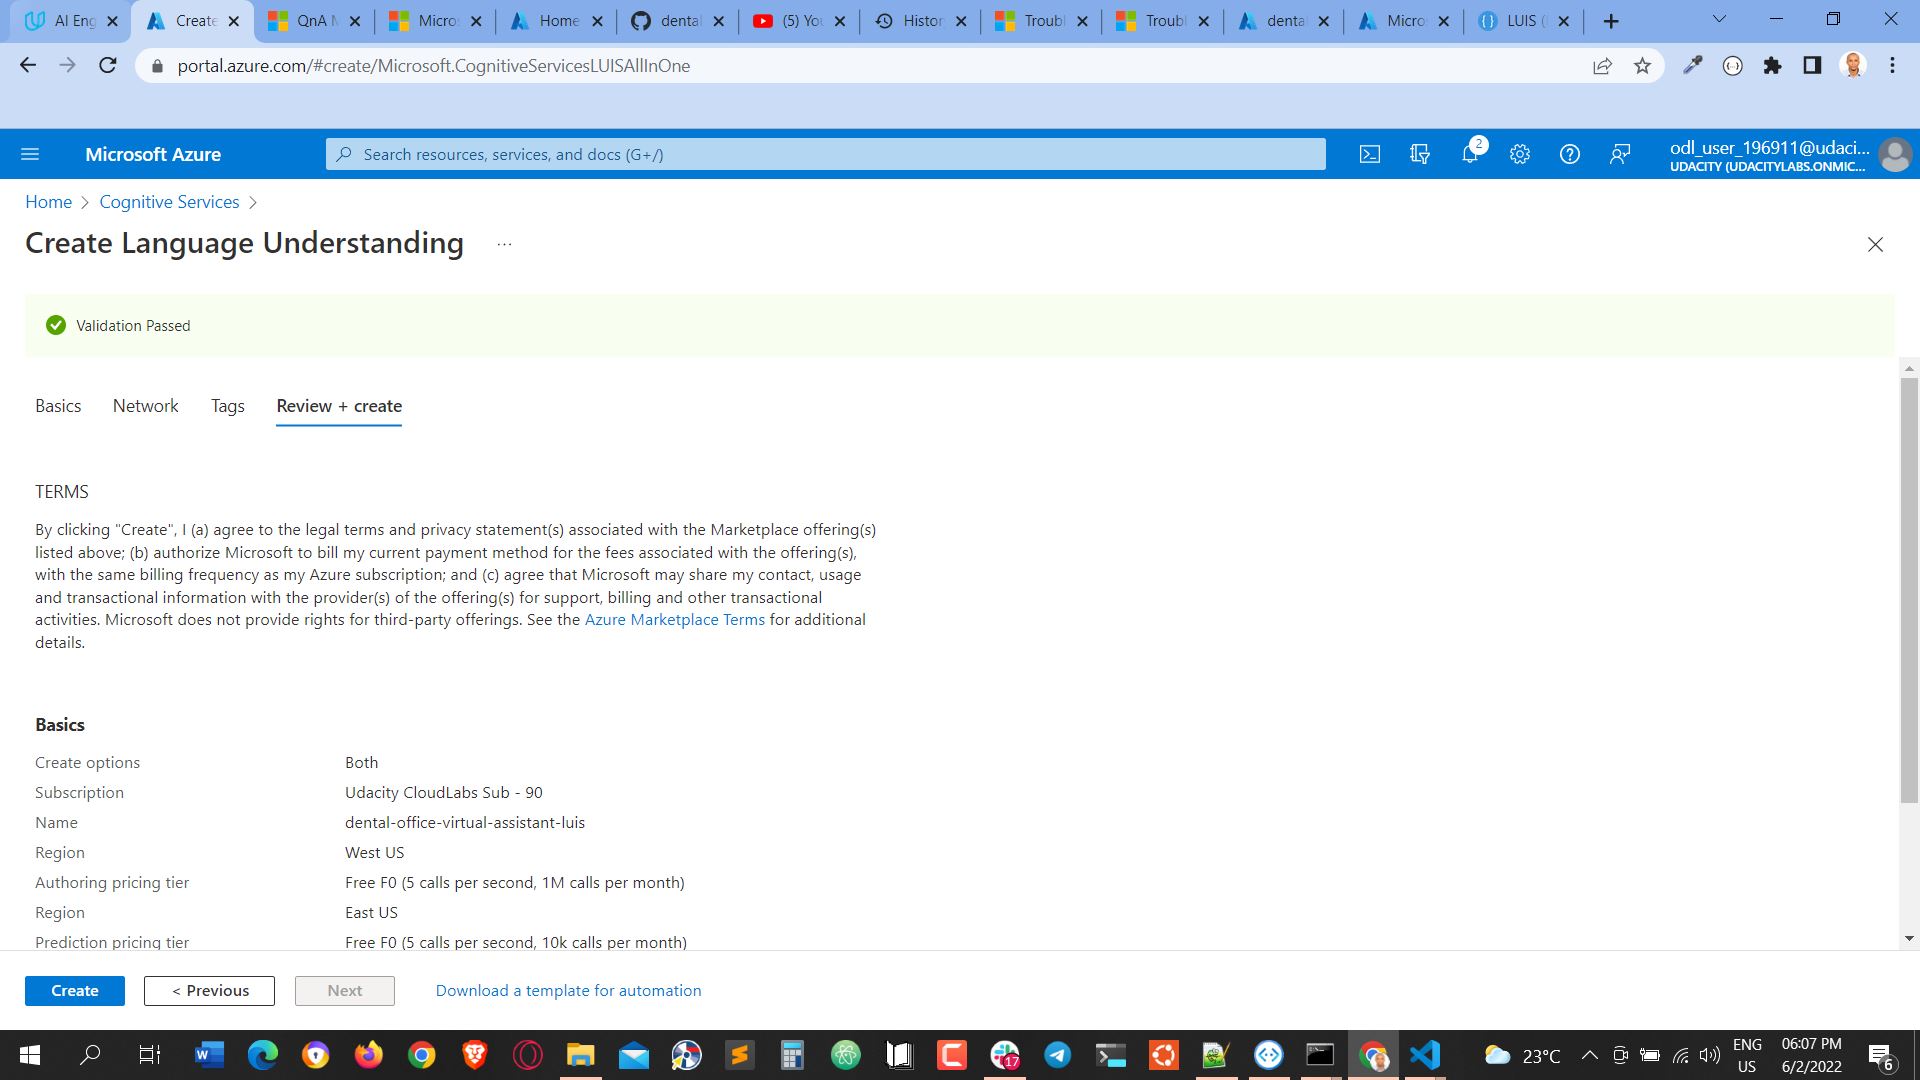 AI Eng
Create
QnA M
Micros
Home
dental
(5) You
Histor
Troubl
Troubl
dental
Micros
LUIS (
portal.azure.com/#create/Microsoft.CognitiveServicesLUISAllInOne
Microsoft Azure
Search resources, services, and docs (G+/)
2
odl_user_196911@udaci...
UDACITY (UDACITYLABS.ONMIC...
Home
Cognitive Services
Create Language Understanding
...
Validation Passed
Basics
Network
Tags
Review + create
TERMS
By clicking "Create", I (a) agree to the legal terms and privacy statement(s) associated with the Marketplace offering(s)
listed above; (b) authorize Microsoft to bill my current payment method for the fees associated with the offering(s),
with the same billing frequency as my Azure subscription; and (c) agree that Microsoft may share my contact, usage
and transactional information with the provider(s) of the offering(s) for support, billing and other transactional
activities. Microsoft does not provide rights for third-party offerings. See the Azure Marketplace Terms for additional
details.
Basics
Create options Both
Subscription Udacity CloudLabs Sub - 90
Name dental-office-virtual-assistant-luis
Region West US
Authoring pricing tier Free F0 (5 calls per second, 1M calls per month)
Region East US
Prediction pricing tier Free F0 (5 calls per second, 10k calls per month)
Create
< Previous
Next
Download a template for automation
17
23°C
ENG
US
06:07 PM
6/2/2022
6